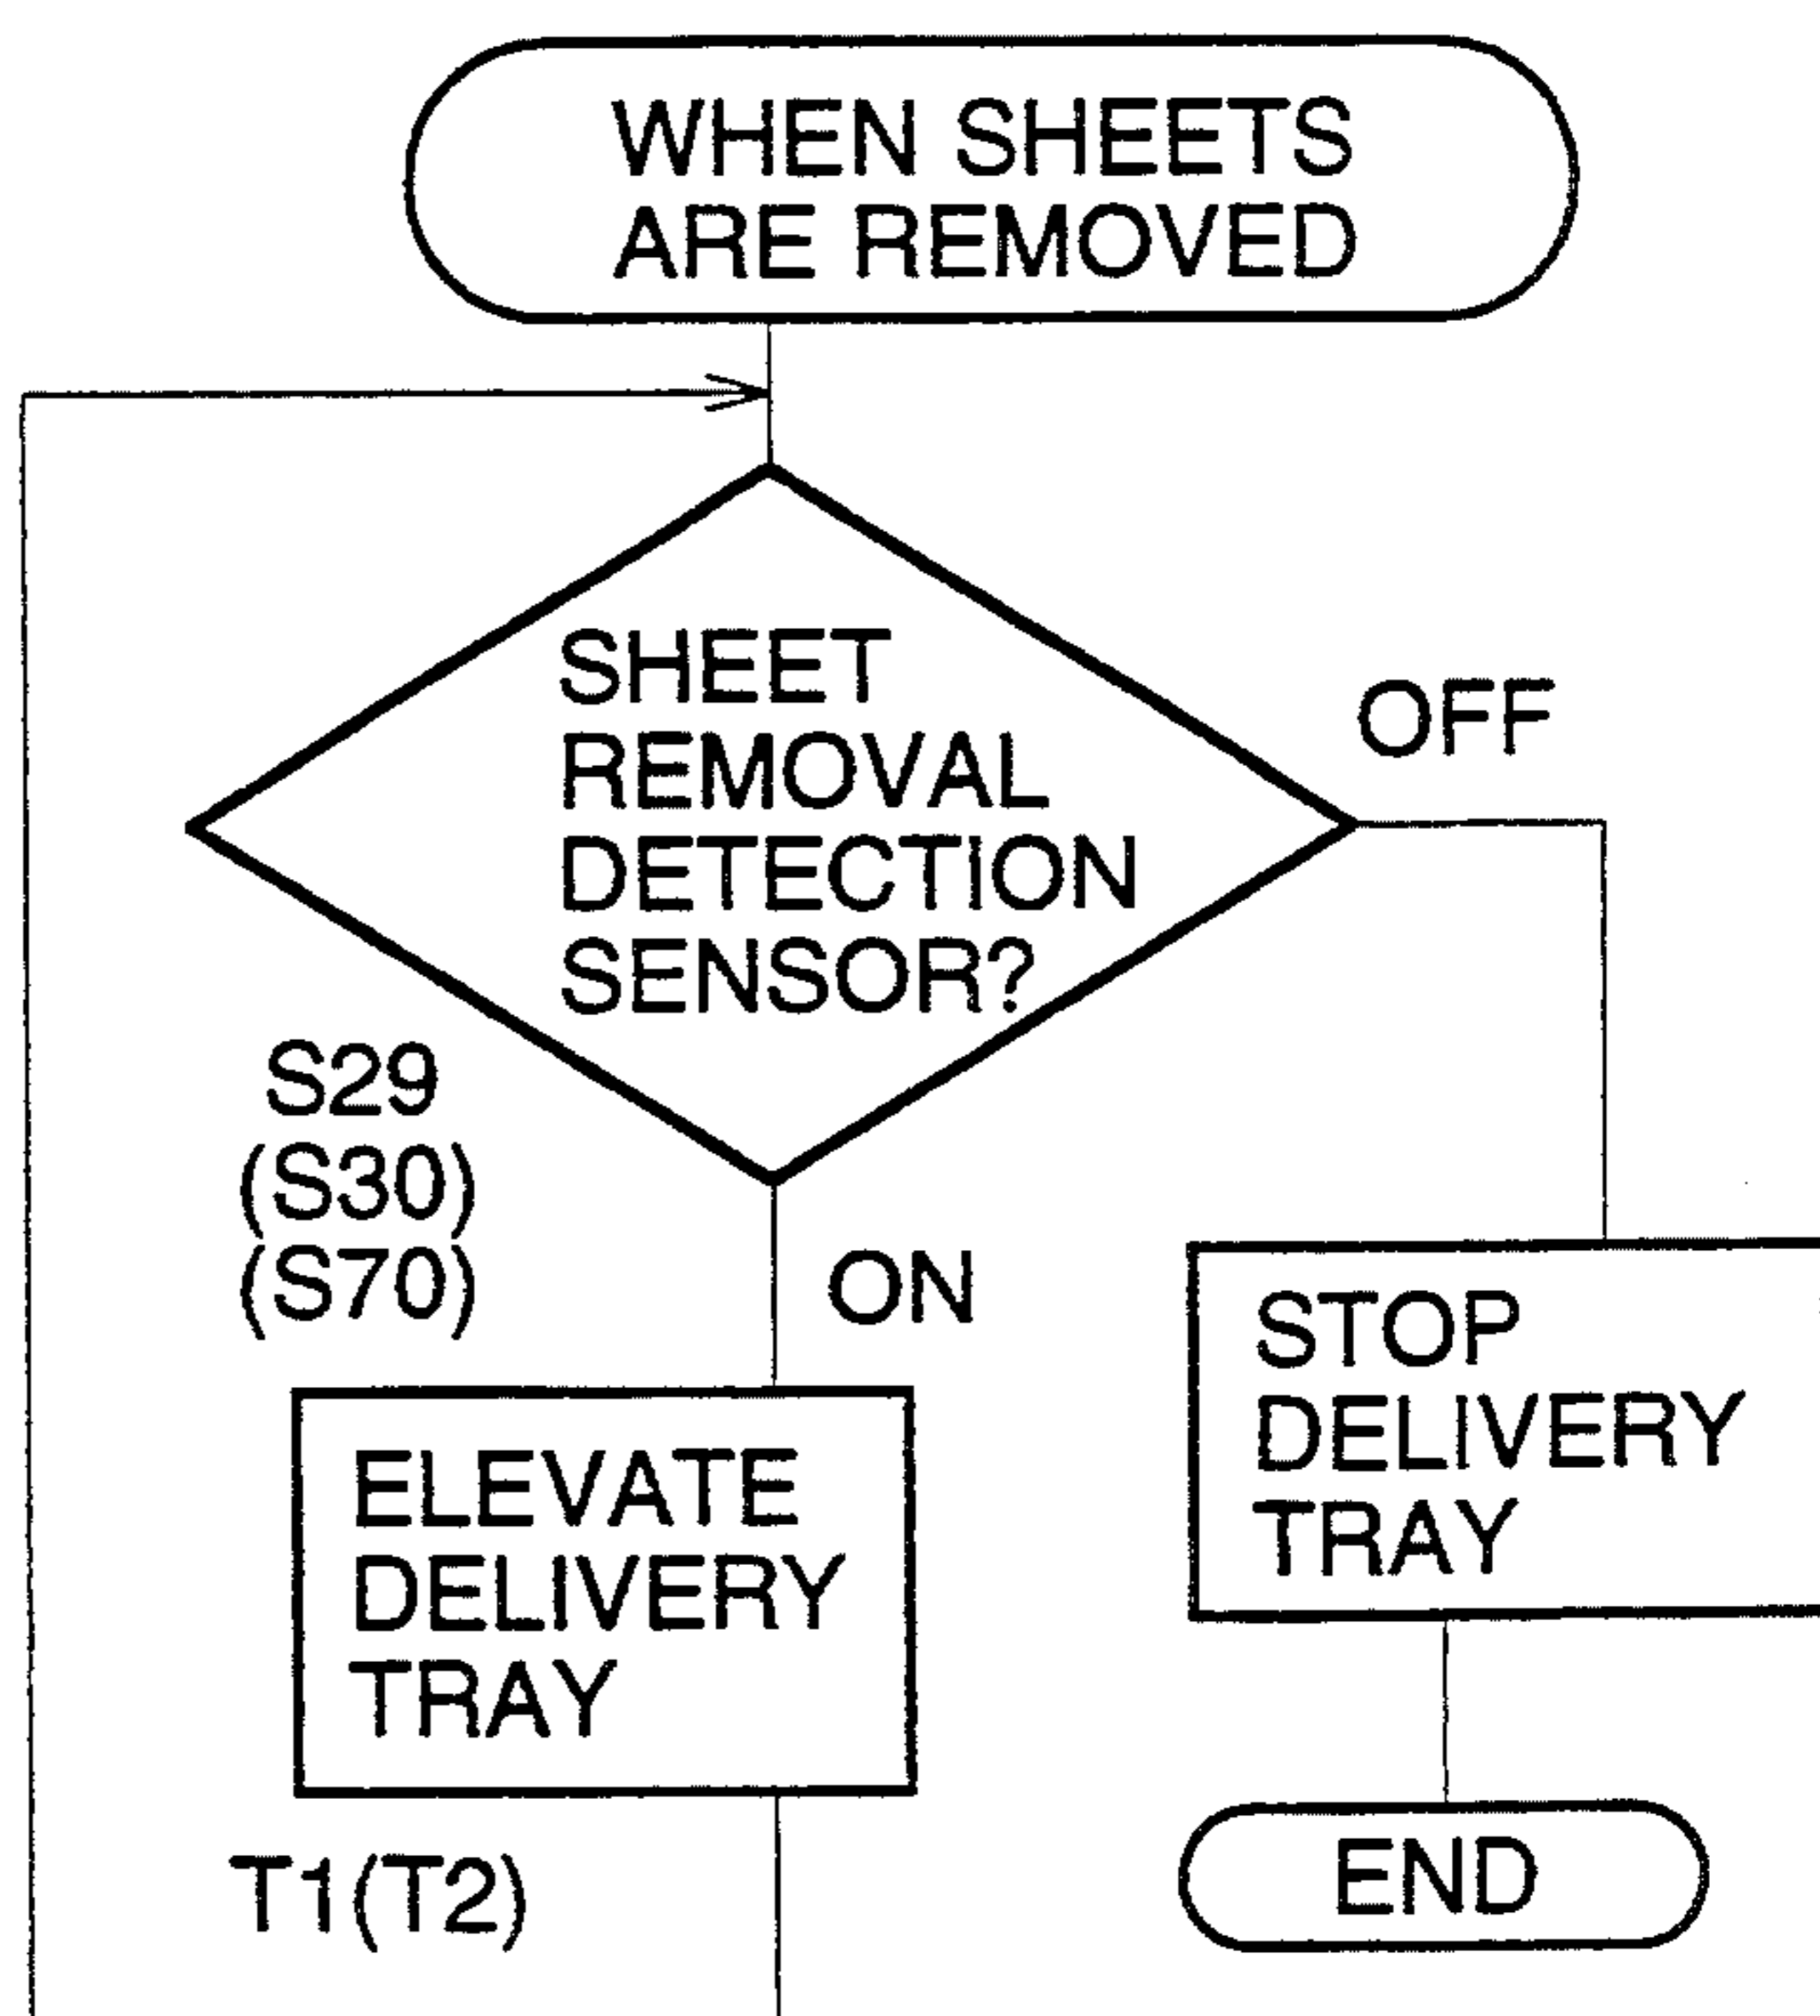 WHEN SHEETS
ARE REMOVED
SHEET
REMOVAL
DETECTION
SENSOR?
OFF
S29
(S30)
(S70)
ON
STOP
DELIVERY
TRAY
ELEVATE
DELIVERY
TRAY
T1(T2)
END